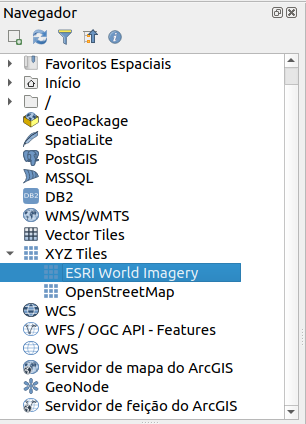 Navegador
Favoritos Espaciais
Início
/
GeoPackage
SpatiaLite
PostGIS
MSSQL
DB2 DB2
WMS/WMTS
Vector Tiles
XYZ Tiles
ESRI World Imagery
OpenStreetMap
WCS
WFS / OGC API - Features
OWS
Servidor de mapa do ArcGIS
GeoNode
Servidor de feição do ArcGIS